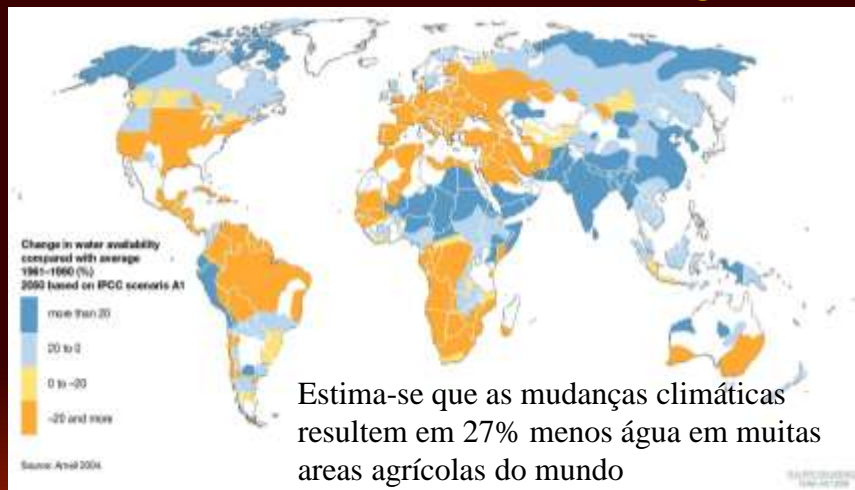 Change in water availability
compared with average
1961–1990 (%)
2050 based on IPCC scenario A1
more than 20
20 to 0
0 to –20
–20 and more
Source: Arnell 2004
Estima-se que as mudanças climáticas
resultem em 27% menos água em muitas
areas agrícolas do mundo